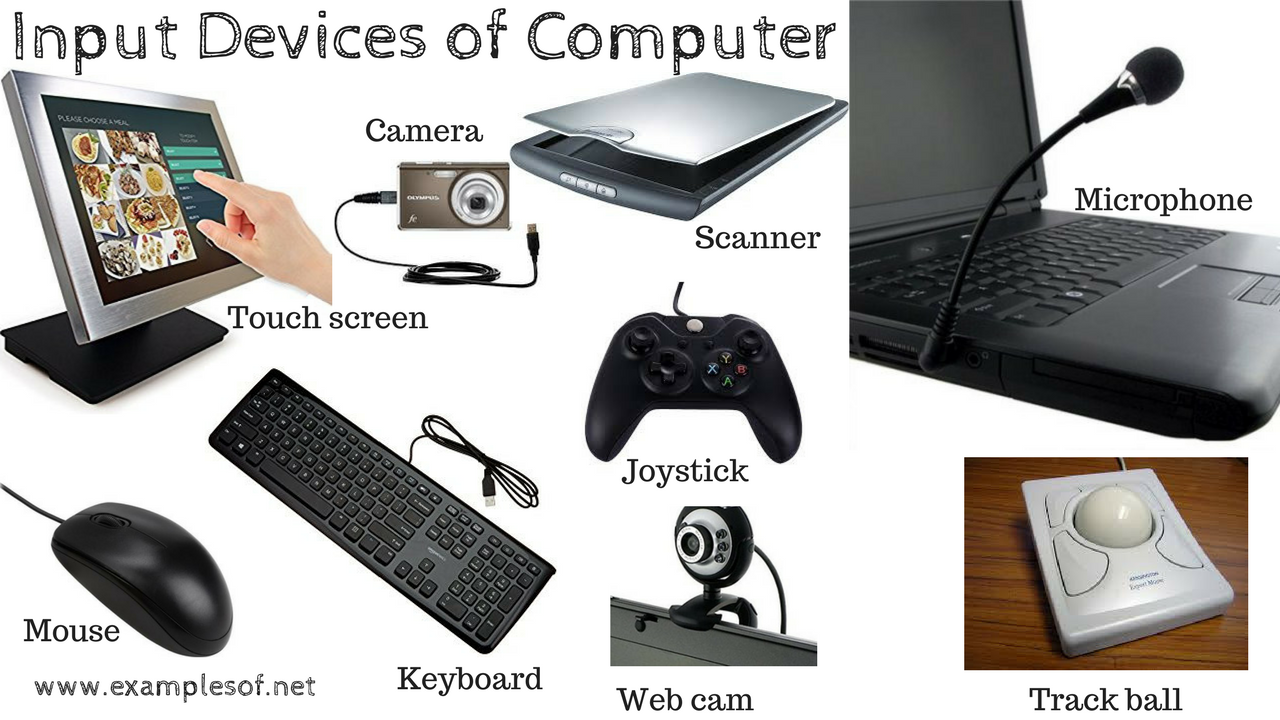 Input Devices of Computer
PLEASE CHOOSE A MEAL
Camera
OLYMPUS
fe
Scanner
Microphone
Touch screen
Y
X
B
A
Joystick
KENSINGTON
Expert Mouse
Mouse
Keyboard
Web cam
Track ball
www.examplesof.net